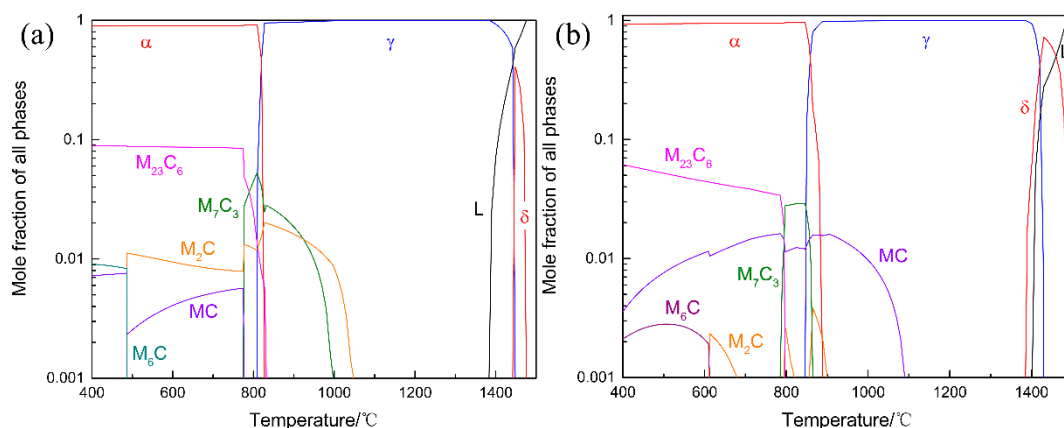 (a)
Mole fraction of all phases
1
0.1
0.01
0.001
α
γ
M₂₃C₆
M₇C₃
M₂C
MC
M₆C
L
δ
400 600 800 1000 1200 1400
Temperature/℃
(b)
Mole fraction of all phases
1
0.1
0.01
0.001
α
γ
L
δ
M₂₃C₆
M₇C₃
MC
M₆C
M₂C
400 600 800 1000 1200 1400
Temperature/℃